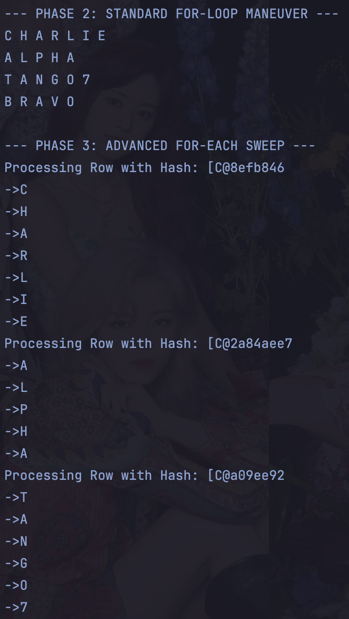 --- PHASE 2: STANDARD FOR-LOOP MANEUVER ---
C H A R L I E
A L P H A
T A N G O 7
B R A V O
--- PHASE 3: ADVANCED FOR-EACH SWEEP ---
Processing Row with Hash: [C@8efb846
->C
->H
->A
->R
->L
->I
->E
Processing Row with Hash: [C@2a84aee7
->A
->L
->P
->H
->A
Processing Row with Hash: [C@a09ee92
->T
->A
->N
->G
->O
->7